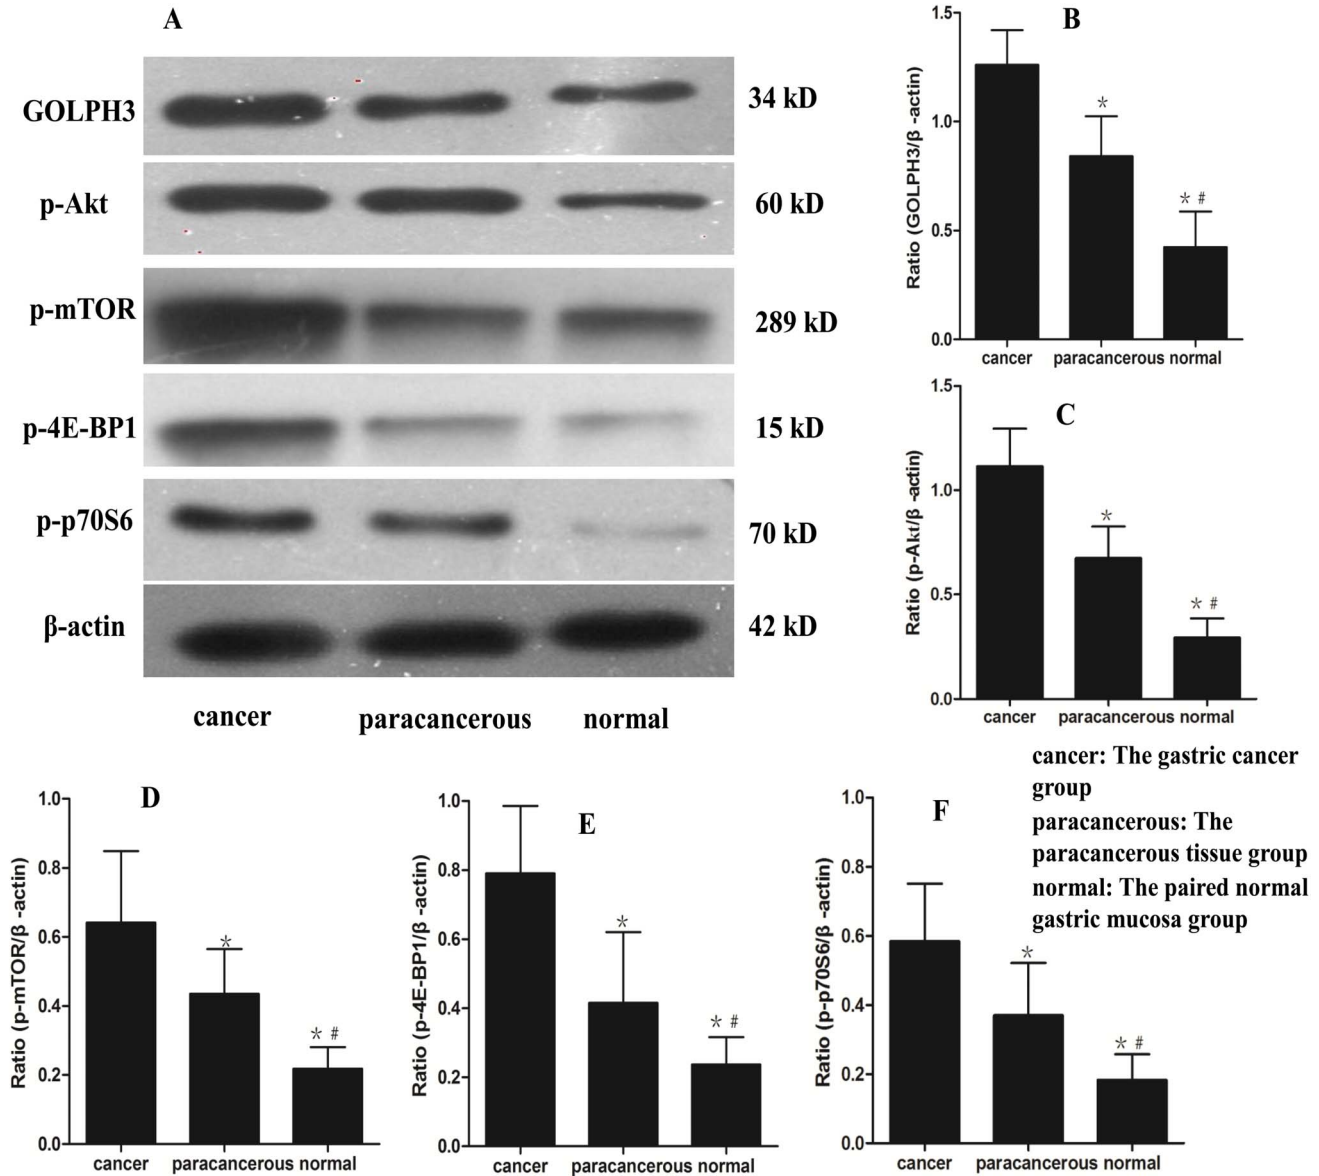 A
GOLPH3
34 kD
p-Akt
60 kD
p-mTOR
289 kD
p-4E-BP1
15 kD
p-p70S6
70 kD
β-actin
42 kD
cancer paracancerous normal
B
Ratio (GOLPH3/β -actin)
1.5
1.0
0.5
0.0
*
* #
cancer paracancerous normal
C
Ratio (p-Akt/β -actin)
1.5
1.0
0.5
0.0
*
* #
cancer paracancerous normal
cancer: The gastric cancer
group
paracancerous: The
paracancerous tissue group
normal: The paired normal
gastric mucosa group
D
Ratio (p-mTOR/β -actin)
1.0
0.8
0.6
0.4
0.2
0.0
*
* #
cancer paracancerous normal
E
Ratio (p-4E-BP1/β -actin)
1.0
0.8
0.6
0.4
0.2
0.0
*
* #
cancer paracancerous normal
F
Ratio (p-p70S6/β -actin)
1.0
0.8
0.6
0.4
0.2
0.0
*
* #
cancer paracancerous normal